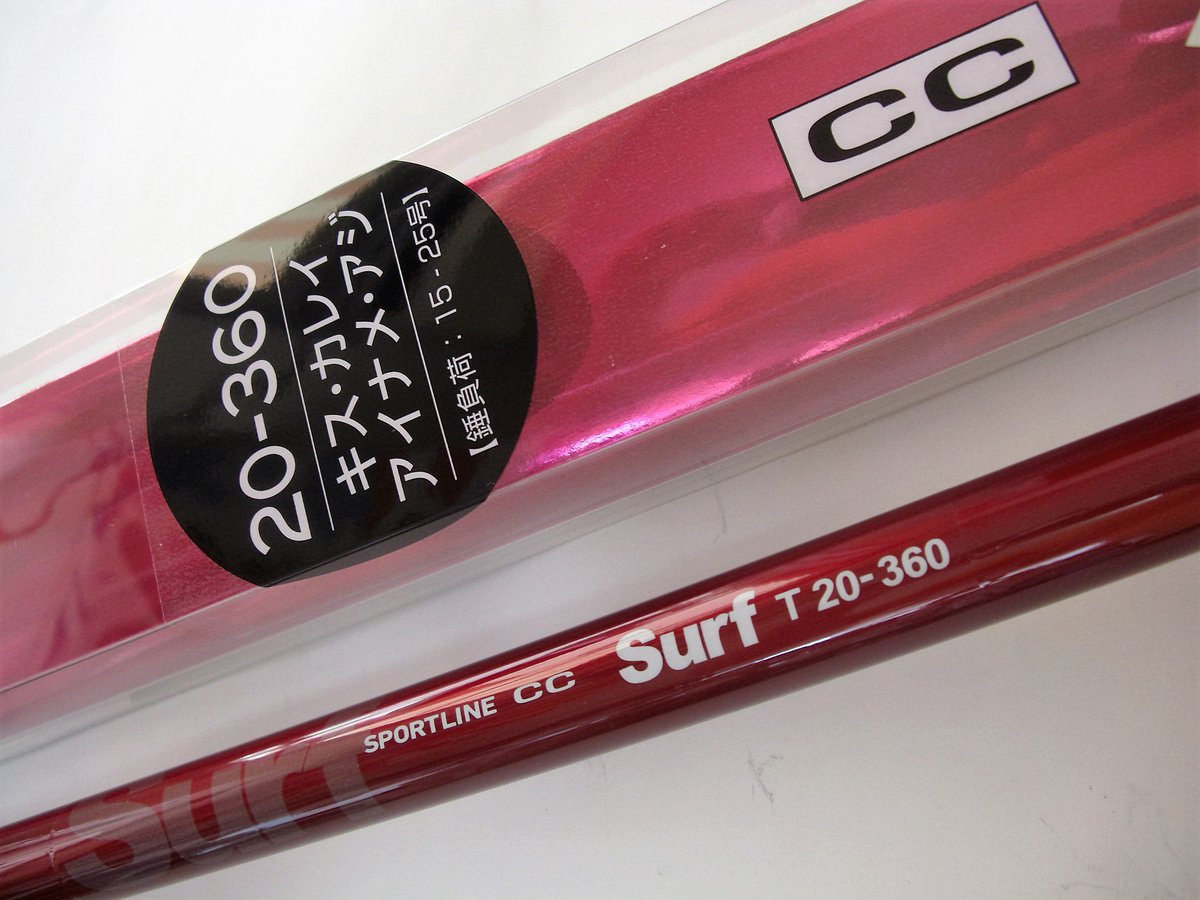 CC
20-360
キス・カレイ
アイナメ・アジ
【錘負荷:15-25号】
SPORTLINE CC Surf T 20-360
Surf